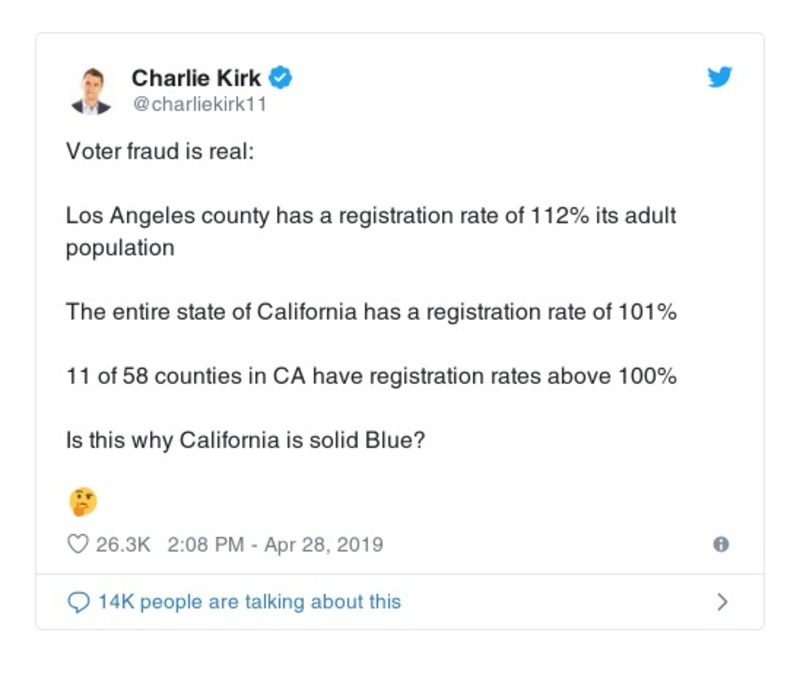 Charlie Kirk
@charliekirk11
Voter fraud is real:
Los Angeles county has a registration rate of 112% its adult
population
The entire state of California has a registration rate of 101%
11 of 58 counties in CA have registration rates above 100%
Is this why California is solid Blue?
🤔
26.3K 2:08 PM - Apr 28, 2019
14K people are talking about this